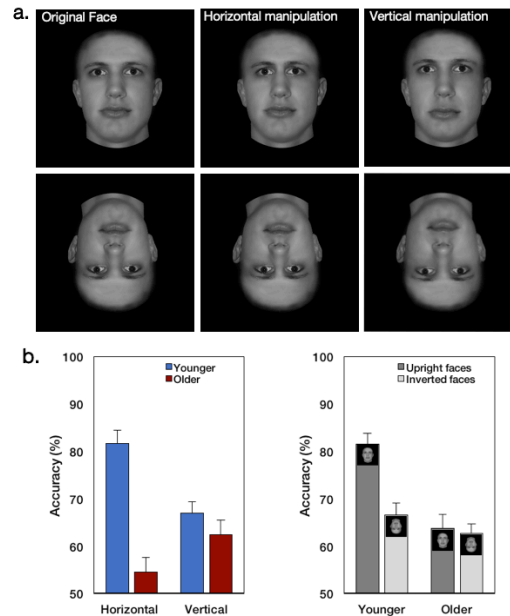 a.
Original Face
Horizontal manipulation
Vertical manipulation
b.
100
90
80
70
60
50
Accuracy (%)
Younger
Older
Horizontal
Vertical
100
90
80
70
60
50
Accuracy (%)
Upright faces
Inverted faces
Younger
Older